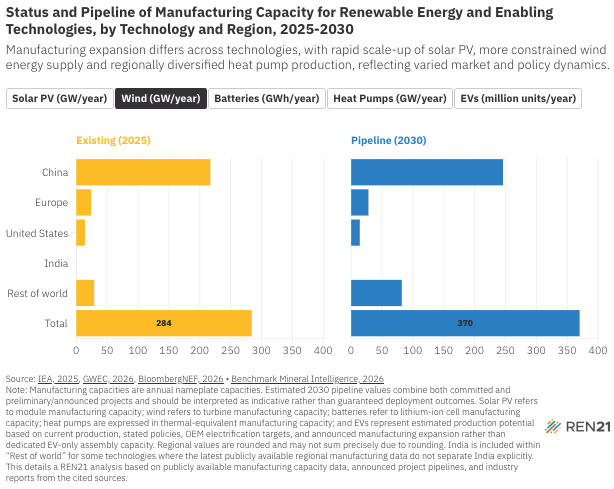 Status and Pipeline of Manufacturing Capacity for Renewable Energy and Enabling
Technologies, by Technology and Region, 2025-2030
Manufacturing expansion differs across technologies, with rapid scale-up of solar PV, more constrained wind
energy supply and regionally diversified heat pump production, reflecting varied market and policy dynamics.
Solar PV (GW/year) Wind (GW/year) Batteries (GWh/year) Heat Pumps (GW/year) EVs (million units/year)
Existing (2025) Pipeline (2030)
China
Europe
United States
India
Rest of world
Total 284 370
0 50 100 150 200 250 300 350 400 0 50 100 150 200 250 300 350 400
Source: IEA, 2025, GWEC, 2026, BloombergNEF, 2026 • Benchmark Mineral Intelligence, 2026
Note: Manufacturing capacities are annual nameplate capacities. Estimated 2030 pipeline values combine both committed and
preliminary/announced projects and should be interpreted as indicative rather than guaranteed deployment outcomes. Solar PV refers
to module manufacturing capacity; wind refers to turbine manufacturing capacity; batteries refer to lithium-ion cell manufacturing
capacity; heat pumps are expressed in thermal-equivalent manufacturing capacity; and EVs represent estimated production potential
based on current production, stated policies, OEM electrification targets, and announced manufacturing expansion rather than
dedicated EV-only assembly capacity. Regional values are rounded and may not sum precisely due to rounding. India is included within
“Rest of world” for some technologies where the latest publicly available regional manufacturing data do not separate India explicitly.
This details a REN21 analysis based on publicly available manufacturing capacity data, announced project pipelines, and industry
reports from the cited sources.
REN21